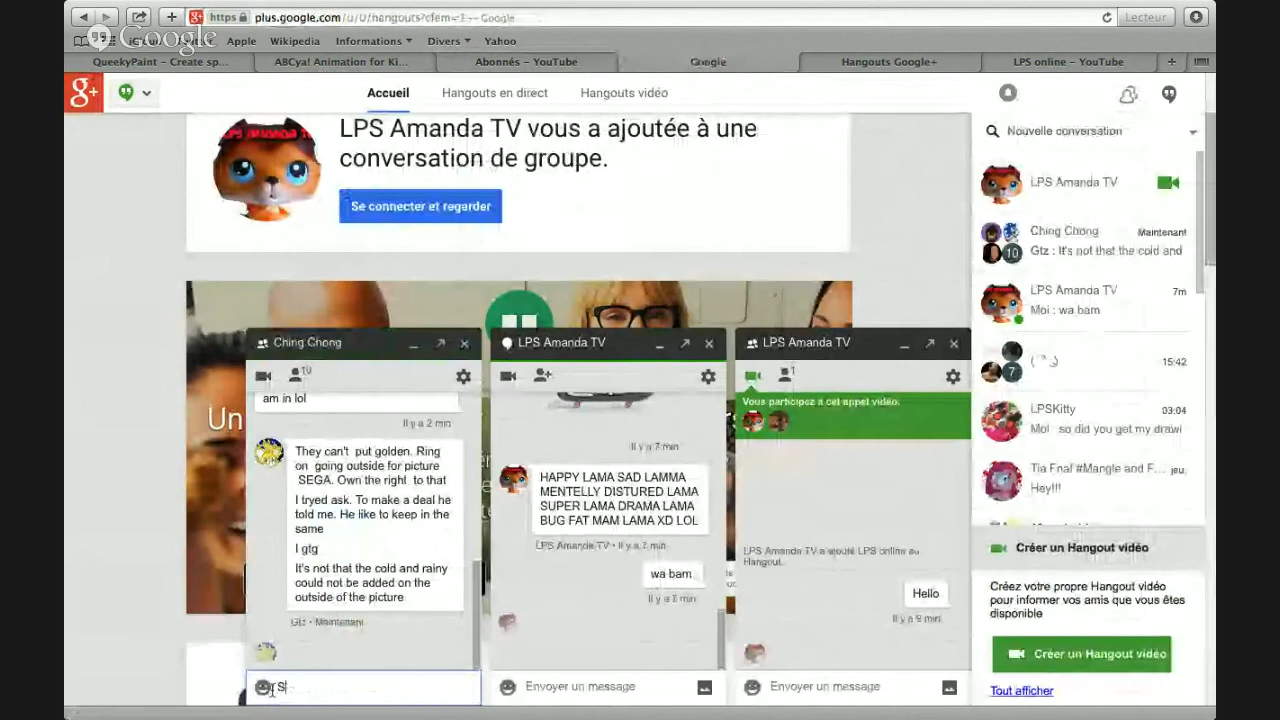 https plus.google.com/u/0/hangouts?cfem=1 – Google
Lecteur
Google
Apple Wikipedia Informations Divers Yahoo
QueekyPaint – Create sp...
ABCya! Animation for Ki...
Abonnés – YouTube
Google
Hangouts Google+
LPS online – YouTube
g+
Accueil
Hangouts en direct
Hangouts vidéo
LPS Amanda TV vous a ajoutée à une
conversation de groupe.
Se connecter et regarder
Un
Ching Chong
10
am in lol
Il y a 2 min
They can't put golden. Ring
on going outside for picture
SEGA. Own the right to that
I tryed ask. To make a deal he
told me. He like to keep in the
same
I gtg
It's not that the cold and rainy
could not be added on the
outside of the picture
Gtz • Maintenant
S
LPS Amanda TV
Il y a 7 min
HAPPY LAMA SAD LAMMA
MENTELLY DISTURED LAMA
SUPER LAMA DRAMA LAMA
BUG FAT MAM LAMA XD LOL
LPS Amanda TV • Il y a 7 min
wa bam
Il y a 7 min
Envoyer un message
LPS Amanda TV
1
Vous participez à cet appel vidéo.
LPS Amanda TV a ajouté LPS online au
Hangout.
Hello
Il y a 9 min
Envoyer un message
Nouvelle conversation
LPS Amanda TV
Ching Chong Maintenant
10
Gtz : It's not that the cold and
LPS Amanda TV 7m
Moi : wa bam
7
15:42
LPSKitty 03:04
Moi so did you get my drawi
Tia Fnaf #Mangle and F... jeu.
Hey!!!
Créer un Hangout vidéo
Créez votre propre Hangout vidéo
pour informer vos amis que vous êtes
disponible
Créer un Hangout vidéo
Tout afficher